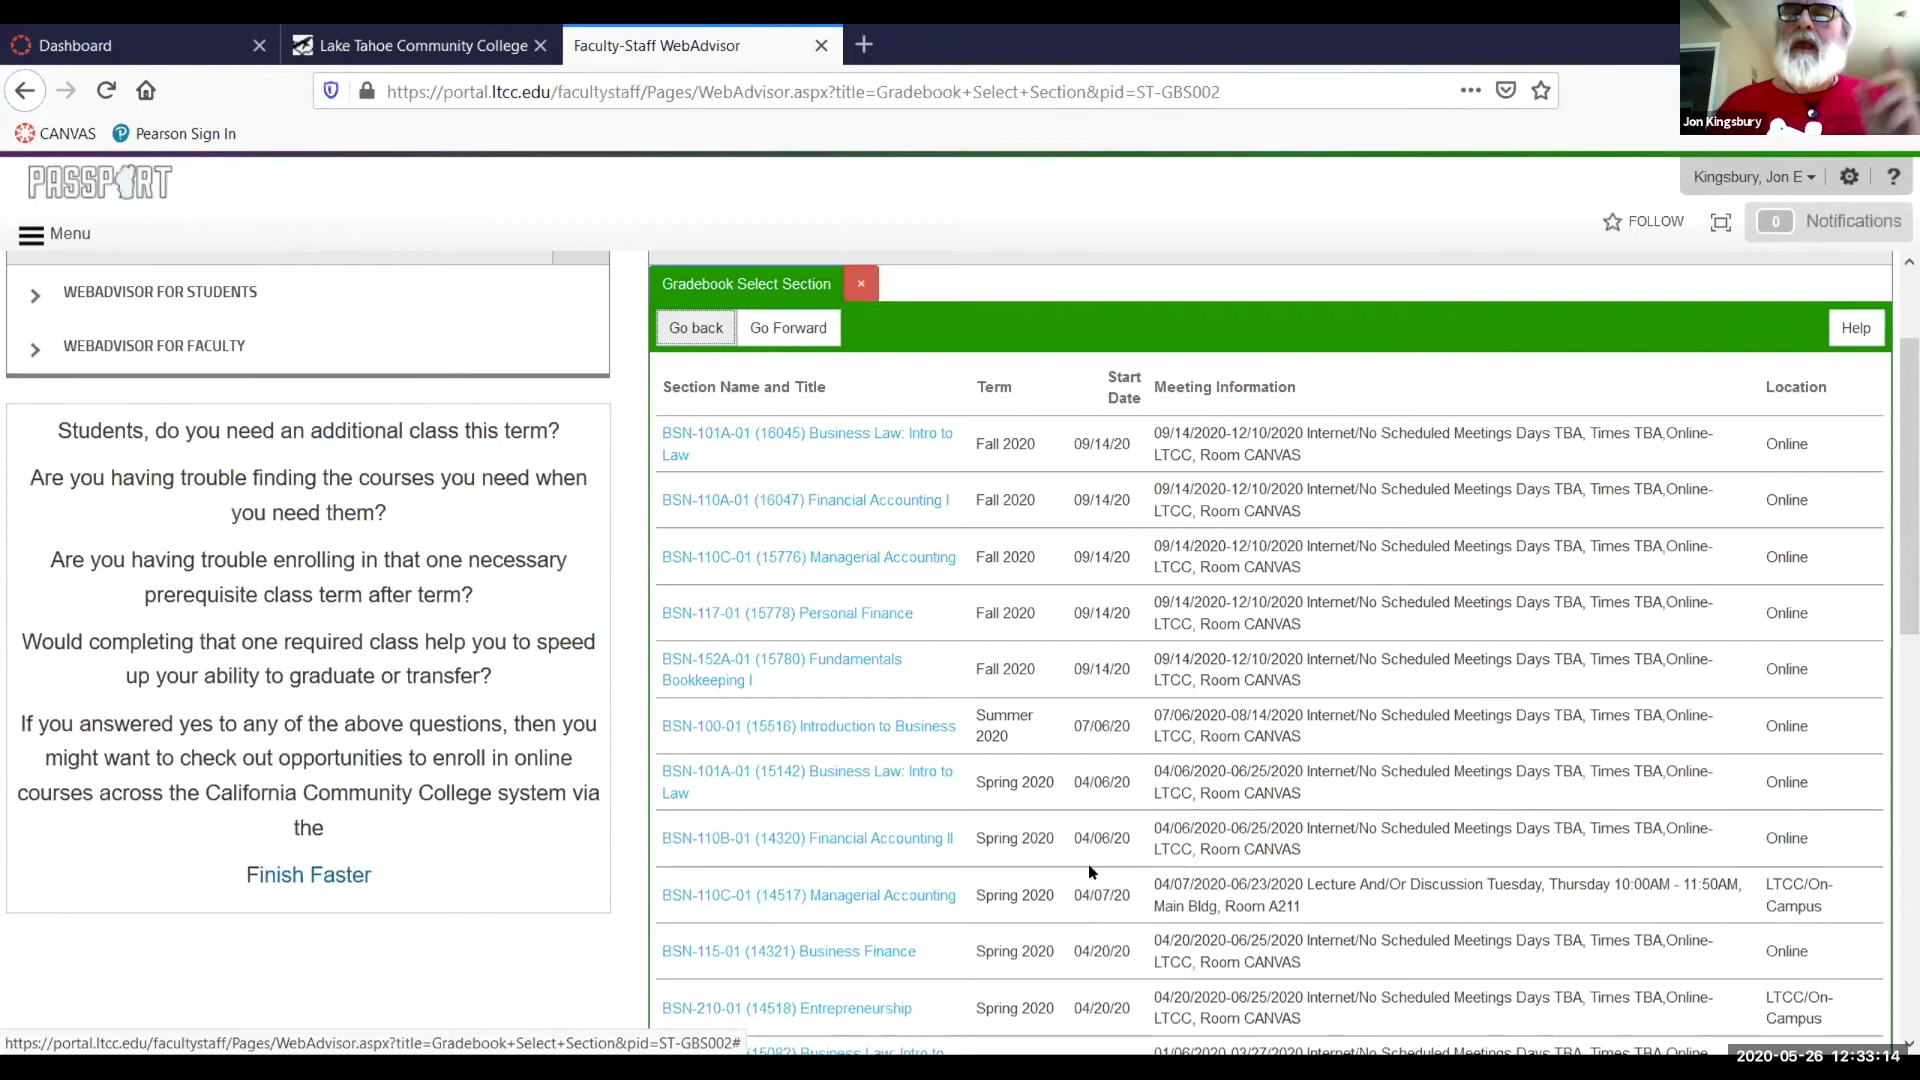 Dashboard
Lake Tahoe Community College
Faculty-Staff WebAdvisor
https://portal.ltcc.edu/facultystaff/Pages/WebAdvisor.aspx?title=Gradebook+Select+Section&pid=ST-GBS002
CANVAS
Pearson Sign In
Jon Kingsbury
PASSPORT
Kingsbury, Jon E
?
Menu
FOLLOW
0
Notifications
WEBADVISOR FOR STUDENTS
WEBADVISOR FOR FACULTY
Students, do you need an additional class this term?
Are you having trouble finding the courses you need when
you need them?
Are you having trouble enrolling in that one necessary
prerequisite class term after term?
Would completing that one required class help you to speed
up your ability to graduate or transfer?
If you answered yes to any of the above questions, then you
might want to check out opportunities to enroll in online
courses across the California Community College system via
the
Finish Faster
Gradebook Select Section
×
Go back
Go Forward
Help
Section Name and Title
Term
Start
Date
Meeting Information
Location
BSN-101A-01 (16045) Business Law: Intro to
Law
Fall 2020
09/14/20
09/14/2020-12/10/2020 Internet/No Scheduled Meetings Days TBA, Times TBA,Online-
LTCC, Room CANVAS
Online
BSN-110A-01 (16047) Financial Accounting I
Fall 2020
09/14/20
09/14/2020-12/10/2020 Internet/No Scheduled Meetings Days TBA, Times TBA,Online-
LTCC, Room CANVAS
Online
BSN-110C-01 (15776) Managerial Accounting
Fall 2020
09/14/20
09/14/2020-12/10/2020 Internet/No Scheduled Meetings Days TBA, Times TBA,Online-
LTCC, Room CANVAS
Online
BSN-117-01 (15778) Personal Finance
Fall 2020
09/14/20
09/14/2020-12/10/2020 Internet/No Scheduled Meetings Days TBA, Times TBA,Online-
LTCC, Room CANVAS
Online
BSN-152A-01 (15780) Fundamentals
Bookkeeping I
Fall 2020
09/14/20
09/14/2020-12/10/2020 Internet/No Scheduled Meetings Days TBA, Times TBA,Online-
LTCC, Room CANVAS
Online
BSN-100-01 (15516) Introduction to Business
Summer
2020
07/06/20
07/06/2020-08/14/2020 Internet/No Scheduled Meetings Days TBA, Times TBA,Online-
LTCC, Room CANVAS
Online
BSN-101A-01 (15142) Business Law: Intro to
Law
Spring 2020
04/06/20
04/06/2020-06/25/2020 Internet/No Scheduled Meetings Days TBA, Times TBA,Online-
LTCC, Room CANVAS
Online
BSN-110B-01 (14320) Financial Accounting II
Spring 2020
04/06/20
04/06/2020-06/25/2020 Internet/No Scheduled Meetings Days TBA, Times TBA,Online-
LTCC, Room CANVAS
Online
BSN-110C-01 (14517) Managerial Accounting
Spring 2020
04/07/20
04/07/2020-06/23/2020 Lecture And/Or Discussion Tuesday, Thursday 10:00AM - 11:50AM,
Main Bldg, Room A211
LTCC/On-
Campus
BSN-115-01 (14321) Business Finance
Spring 2020
04/20/20
04/20/2020-06/25/2020 Internet/No Scheduled Meetings Days TBA, Times TBA,Online-
LTCC, Room CANVAS
Online
BSN-210-01 (14518) Entrepreneurship
Spring 2020
04/20/20
04/20/2020-06/25/2020 Internet/No Scheduled Meetings Days TBA, Times TBA,Online-
LTCC, Room CANVAS
LTCC/On-
Campus
(15082) Business Law: Intro to
01/06/2020-03/27/2020 Internet/No Scheduled Meetings Days TBA, Times TBA,Online-
https://portal.ltcc.edu/facultystaff/Pages/WebAdvisor.aspx?title=Gradebook+Select+Section&pid=ST-GBS002#
2020-05-26 12:33:14